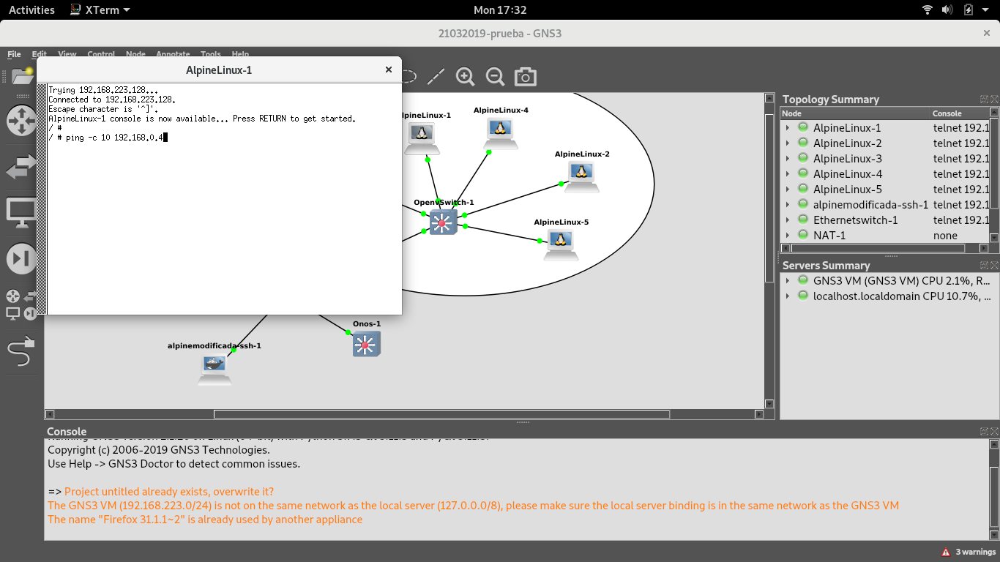 Activities XTerm Mon 17:32
21032019-prueba - GNS3 ×
File Edit View Control Node Annotate Tools Help
AlpineLinux-1 ×
Trying 192.168.223.128...
Connected to 192.168.223.128.
Escape character is '^]'.
AlpineLinux-1 console is now available... Press RETURN to get started.
/ #
/ # ping -c 10 192.168.0.4
lpineLinux-1
AlpineLinux-4
AlpineLinux-2
OpenvSwitch-1
AlpineLinux-5
Onos-1
alpinemodificada-ssh-1
Topology Summary
Node Console
AlpineLinux-1 telnet 192.1
AlpineLinux-2 telnet 192.1
AlpineLinux-3 telnet 192.1
AlpineLinux-4 telnet 192.1
AlpineLinux-5 telnet 192.1
alpinemodificada-ssh-1 telnet 192.1
Ethernetswitch-1 telnet 192.1
NAT-1 none
Servers Summary
GNS3 VM (GNS3 VM) CPU 2.1%, R...
localhost.localdomain CPU 10.7%, ...
Console
Copyright (c) 2006-2019 GNS3 Technologies.
Use Help -> GNS3 Doctor to detect common issues.
=> Project untitled already exists, overwrite it?
The GNS3 VM (192.168.223.0/24) is not on the same network as the local server (127.0.0.0/8), please make sure the local server binding is in the same network as the GNS3 VM
The name "Firefox 31.1.1~2" is already used by another appliance
3 warnings